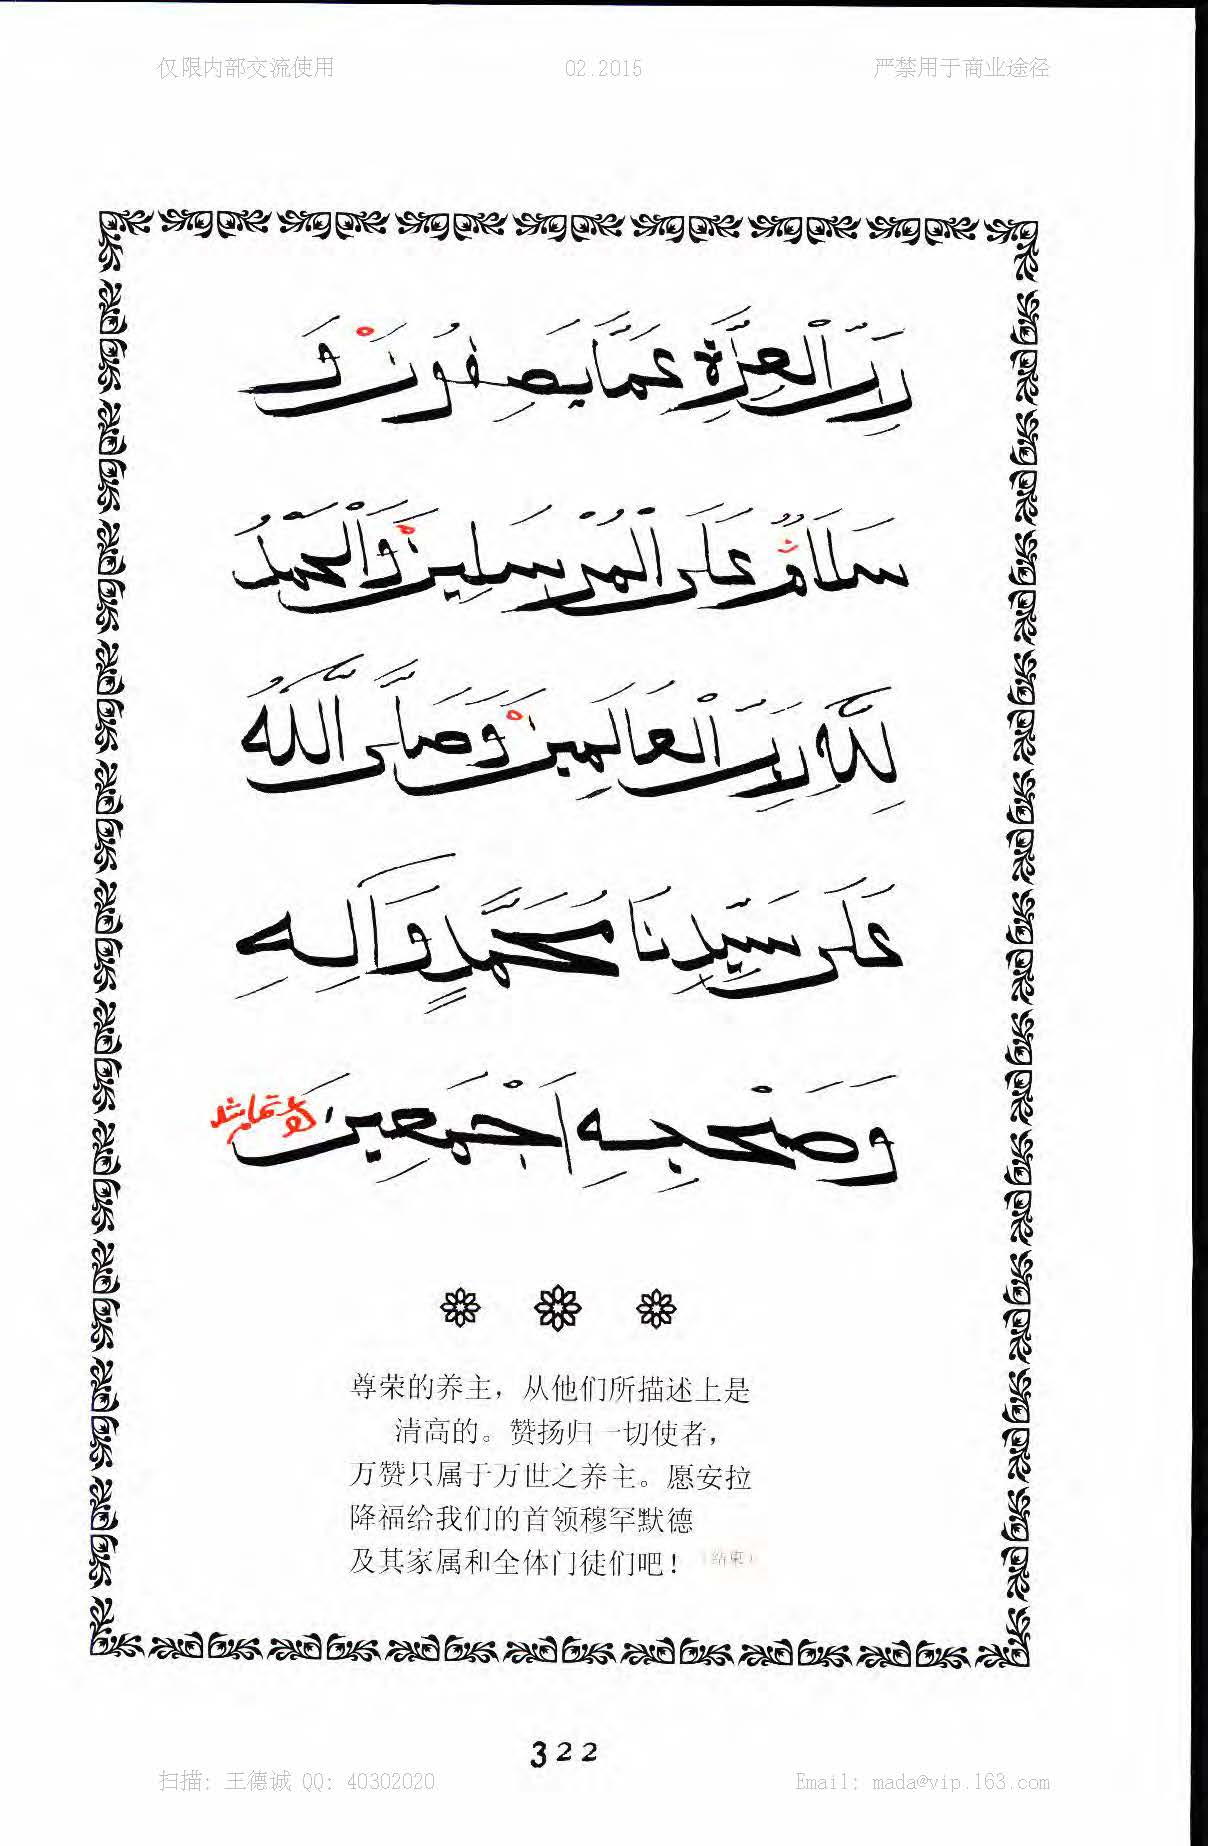 仅限内部交流使用 02.2015 严禁用于商业途径
رَبِّ الْعِزَّةِ عَمَّا يَصِفُونَ وَ
سَلَامٌ عَلَى الْمُرْسَلِينَ وَالْحَمْدُ
لِلَّهِ رَبِّ الْعَالَمِينَ وَصَلَّى اللَّهُ
عَلَى سَيِّدِنَا مُحَمَّدٍ وَآلِهِ
وَصَحْبِهِ أَجْمَعِينَ
尊荣的养主，从他们所描述上是
清高的。赞扬归一切使者，
万赞只属于万世之养主。愿安拉
降福给我们的首领穆罕默德
及其家属和全体门徒们吧！（结束）
322
扫描: 王德诚 QQ: 40302020 Email: mada@vip.163.com